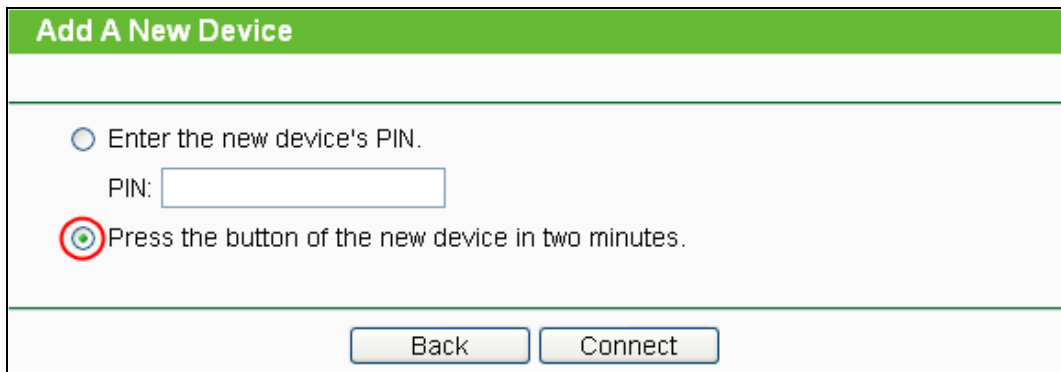 Add A New Device
Enter the new device's PIN.
PIN:
Press the button of the new device in two minutes.
Back Connect